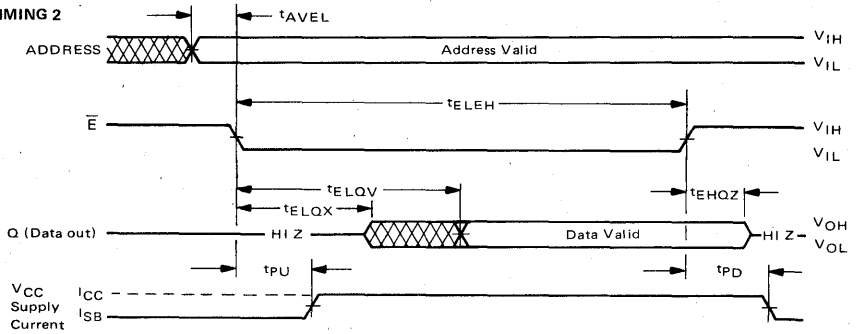 MING 2
tAVEL
ADDRESS Address Valid VIH
VIL
tELEH
E VIH
VIL
tELQV tEHQZ
tELQX
Q (Data out) HI Z Data Valid HI Z VOH
VOL
tPU tPD
VCC ICC
Supply ISB
Current